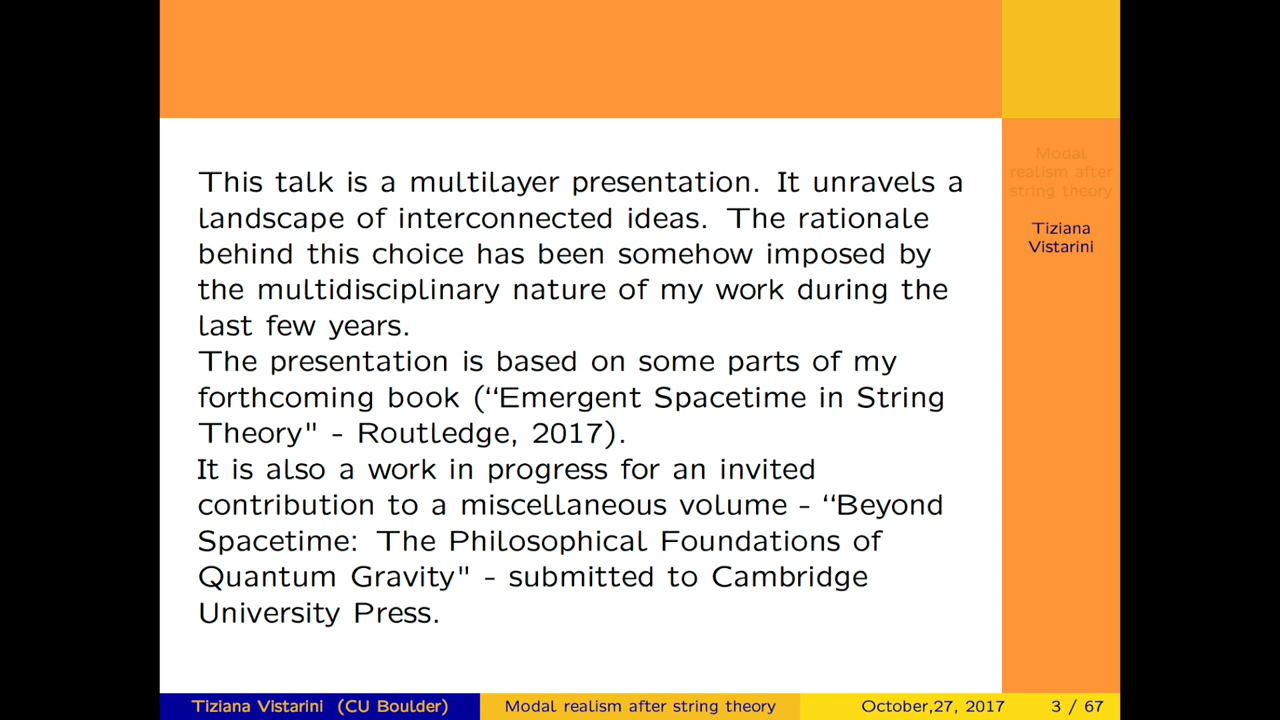 This talk is a multilayer presentation. It unravels a
landscape of interconnected ideas. The rationale
behind this choice has been somehow imposed by
the multidisciplinary nature of my work during the
last few years.
The presentation is based on some parts of my
forthcoming book (“Emergent Spacetime in String
Theory" - Routledge, 2017).
It is also a work in progress for an invited
contribution to a miscellaneous volume - “Beyond
Spacetime: The Philosophical Foundations of
Quantum Gravity" - submitted to Cambridge
University Press.
Modal
realism after
string theory
Tiziana
Vistarini
Tiziana Vistarini (CU Boulder)
Modal realism after string theory
October,27, 2017
3 / 67